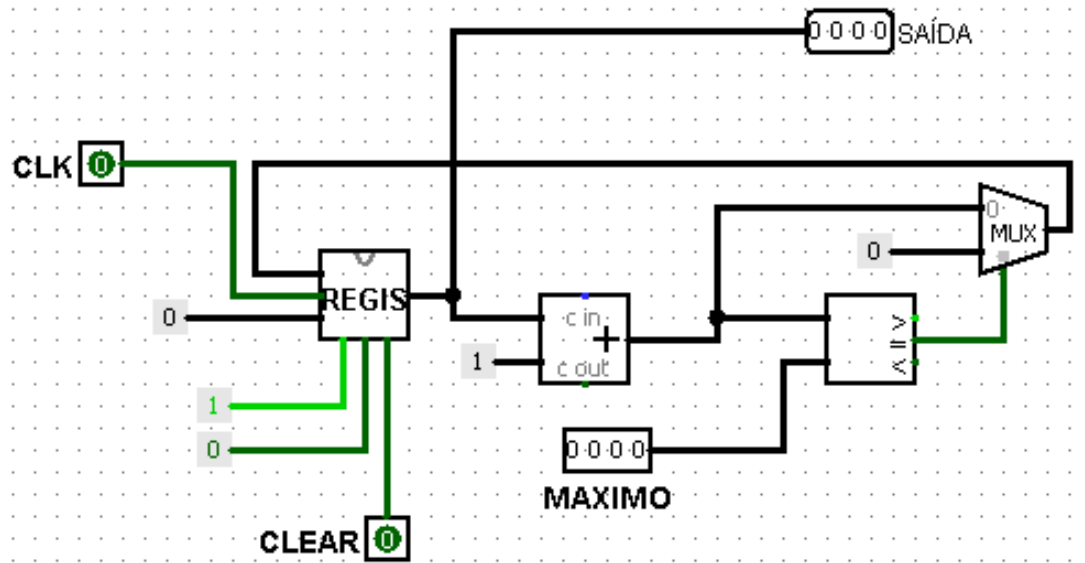 0 0 0 0 SAÍDA
CLK 0
0
MUX
0
REGIS
0
c in
+
1
c out
>
=
<
1
0
0 0 0 0
MAXIMO
CLEAR 0